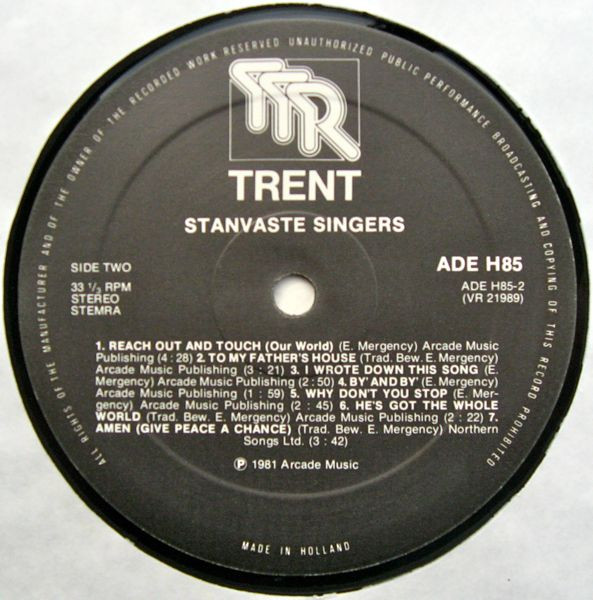 ALL RIGHTS OF THE MANUFACTURER AND OF THE OWNER OF THE RECORDED WORK RESERVED UNAUTHORIZED PUBLIC PERFORMANCE BROADCASTING AND COPYING OF THIS RECORD PROHIBITED
TRENT
STANVASTE SINGERS
SIDE TWO
33 1/3 RPM
STEREO
STEMRA
ADE H85
ADE H85-2
(VR 21989)
1. REACH OUT AND TOUCH (Our World) (E. Mergency) Arcade Music
Publishing (4 : 28) 2. TO MY FATHER'S HOUSE (Trad. Bew. E. Mergency)
Arcade Music Publishing (3 : 21) 3. I WROTE DOWN THIS SONG (E.
Mergency) Arcade Music Publishing (2 : 50) 4. BY' AND BY' (E. Mergency)
Arcade Music Publishing (1 : 59) 5. WHY DON'T YOU STOP (E. Mer-
gency) Arcade Music Publishing (2 : 45) 6. HE'S GOT THE WHOLE
WORLD (Trad. Bew. E. Mergency) Arcade Music Publishing (2 : 22) 7.
AMEN (GIVE PEACE A CHANCE) (Trad. Bew. E. Mergency) Northern
Songs Ltd. (3 : 42)
℗ 1981 Arcade Music
MADE IN HOLLAND